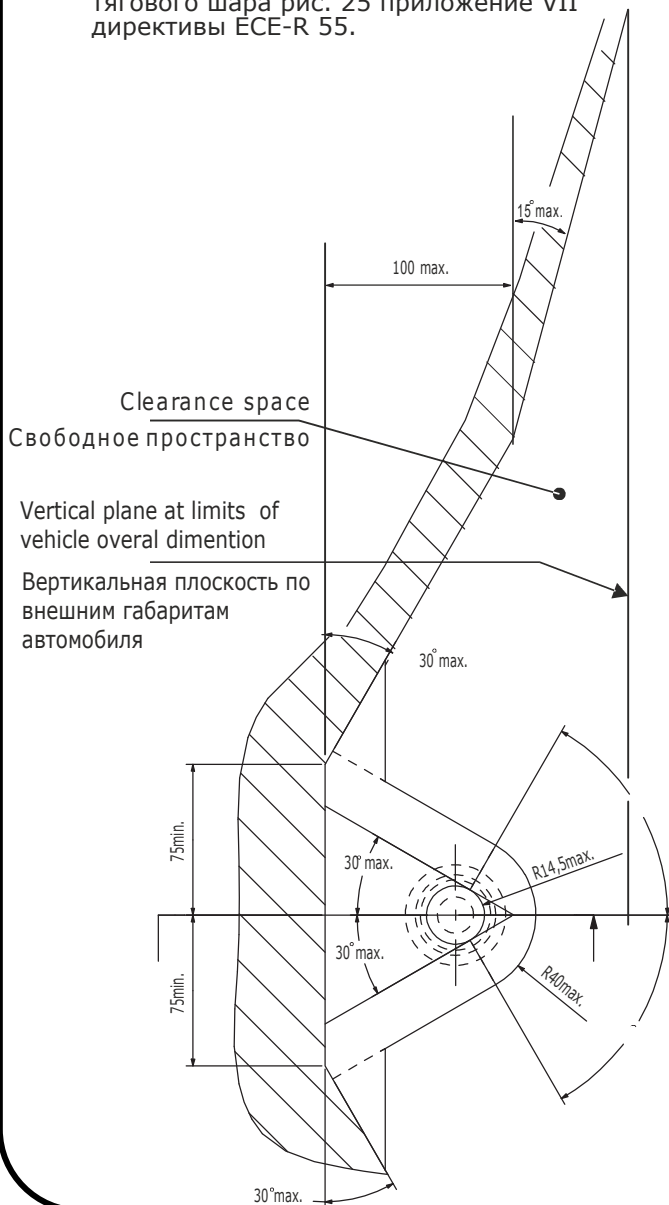 тягового шара рис. 25 приложение VII
директивы ECE-R 55.
15° max.
100 max.
Clearance space
Свободное пространство
Vertical plane at limits of
vehicle overal dimention
Вертикальная плоскость по
внешним габаритам
автомобиля
30° max.
75min.
30° max.
R14,5max.
30° max.
75min.
R40max.
30°max.